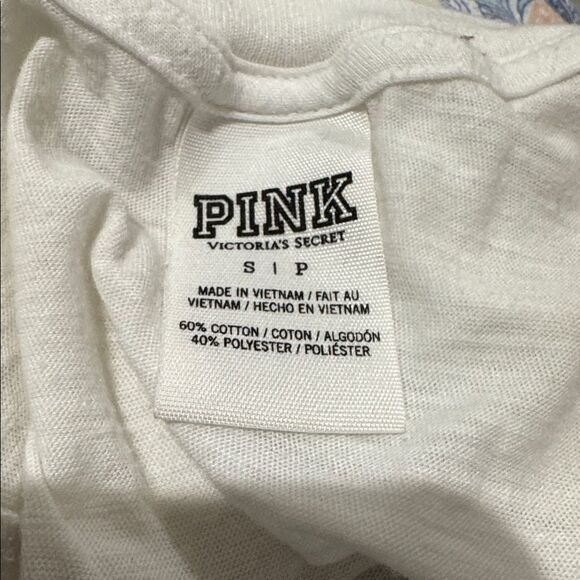 PINK
VICTORIA'S SECRET
S | P
MADE IN VIETNAM / FAIT AU
VIETNAM / HECHO EN VIETNAM
60% COTTON / COTON / ALGODÓN
40% POLYESTER / POLIÉSTER